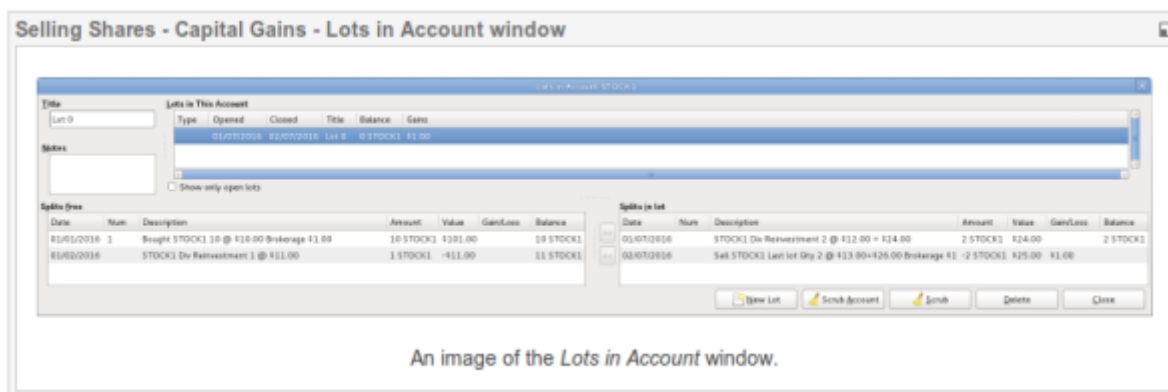 Selling Shares - Capital Gains - Lots in Account window
Lots in Account STOCK1
Title
Lot 0
Notes
Lots in This Account
Type Opened Closed Title Balance Gains
01/07/2016 02/07/2016 Lot 0 0 STOCK1 $1.00
Show only open lots
Splits free
Date Num Description Amount Value Gain/Loss Balance
01/01/2016 1 Bought STOCK1 10 @ $10.00 Brokerage $1.00 10 STOCK1 $101.00 10 STOCK1
01/02/2016 STOCK1 Div Reinvestment 1 @ $11.00 1 STOCK1 -$11.00 11 STOCK1
Splits in lot
Date Num Description Amount Value Gain/Loss Balance
01/07/2016 STOCK1 Div Reinvestment 2 @ $12.00 = $24.00 2 STOCK1 $24.00 2 STOCK1
02/07/2016 Sell STOCK1 Last lot Qty 2 @ $13.00=$26.00 Brokerage $1 -2 STOCK1 $25.00 $1.00
New Lot Scrub Account Scrub Delete Close
An image of the Lots in Account window.